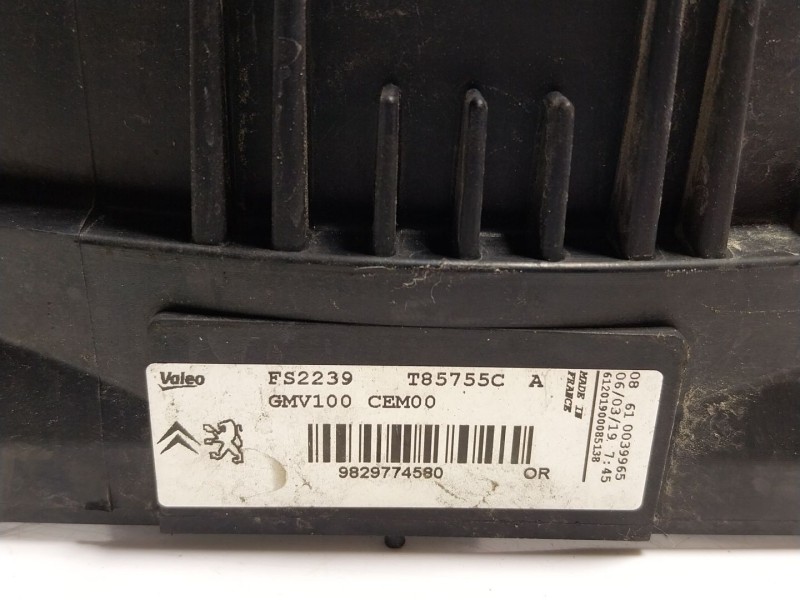 Valeo FS2239 T85755C A
GMV100 CEM00
9829774580 OR
MADE IN
FRANCE
08 61 0039965
06/03/19 7:45
61201900085138